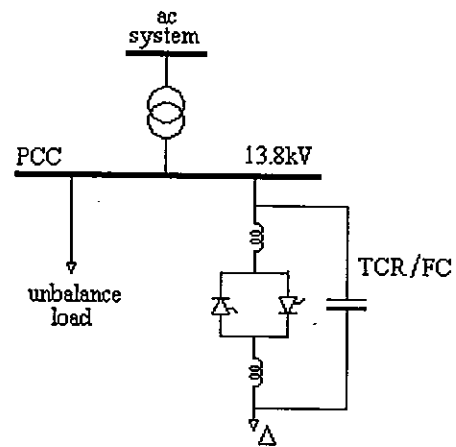 ac
system
PCC
13.8kV
TCR/FC
unbalance
load
Δ